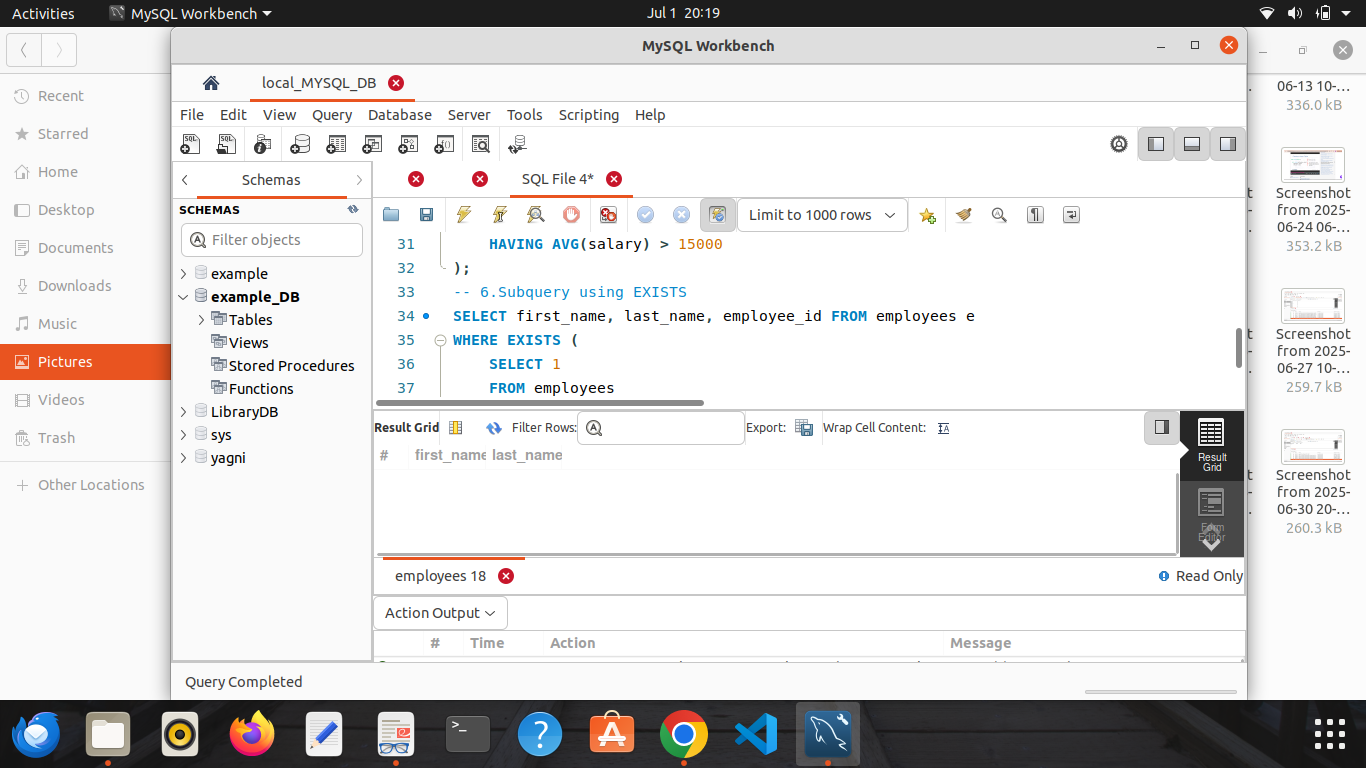 Activities MySQL Workbench Jul 1 20:19
MySQL Workbench
local_MYSQL_DB
File Edit View Query Database Server Tools Scripting Help
Schemas
SQL File 4*
SCHEMAS
Filter objects
example
example_DB
Tables
Views
Stored Procedures
Functions
LibraryDB
sys
yagni
Limit to 1000 rows
31 HAVING AVG(salary) > 15000
32 );
33 -- 6.Subquery using EXISTS
34 SELECT first_name, last_name, employee_id FROM employees e
35 WHERE EXISTS (
36 SELECT 1
37 FROM employees
Result Grid Filter Rows: Export: Wrap Cell Content:
# first_name last_name
Result
Grid
Form
Editor
employees 18
Read Only
Action Output
# Time Action Message
Query Completed
Recent
Starred
Home
Desktop
Documents
Downloads
Music
Pictures
Videos
Trash
Other Locations
06-13 10-…
336.0 kB
Screenshot
from 2025-
06-24 06-…
353.2 kB
Screenshot
from 2025-
06-27 10-…
259.7 kB
Screenshot
from 2025-
06-30 20-…
260.3 kB